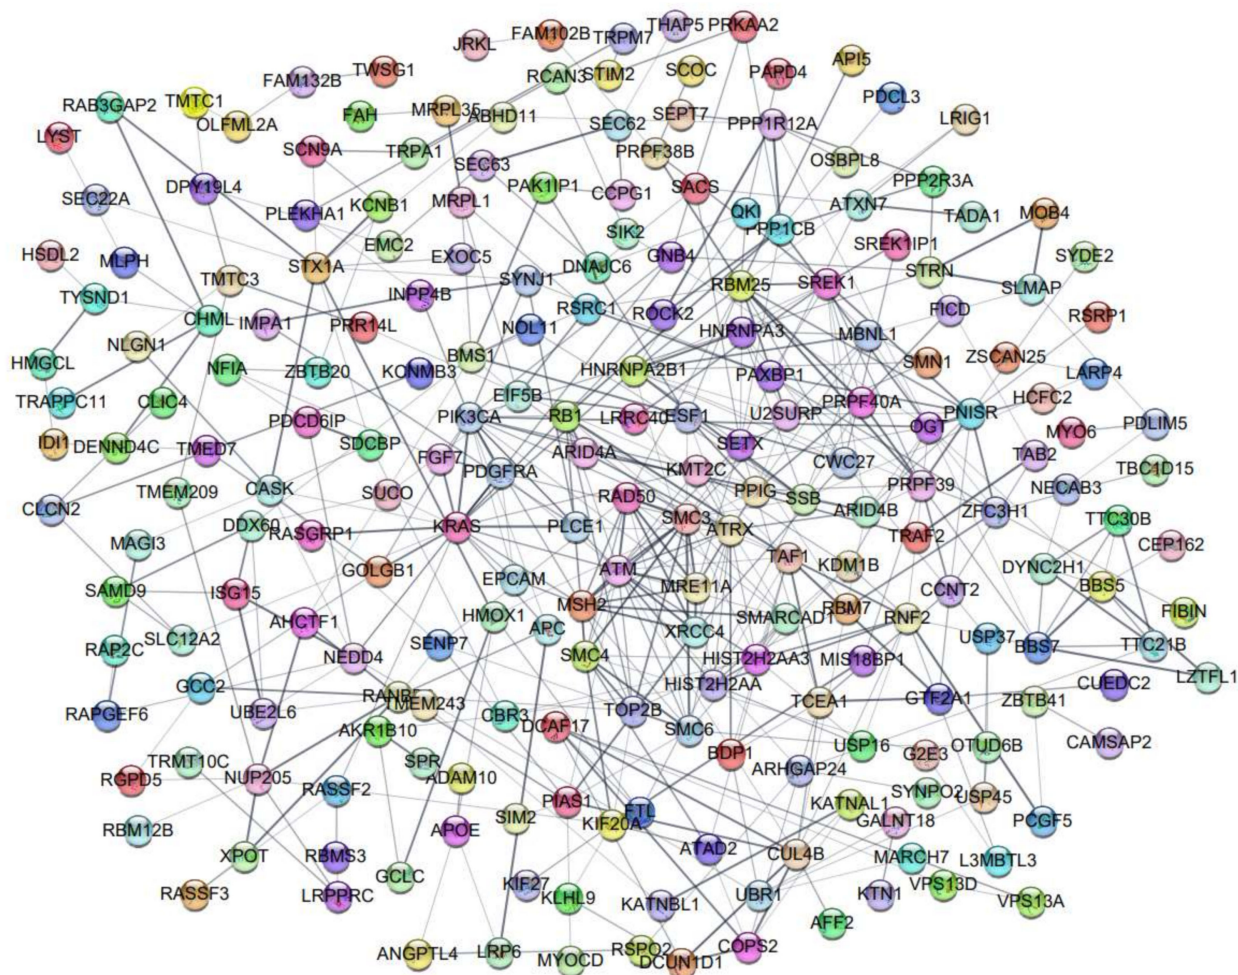 THAP5
PRKAA2
FAM102B
TRPM7
JRKL
API5
RCAN3
STIM2
SCOC
PAPD4
TWSG1
FAM132B
PDCL3
RAB3GAP2
TMTC1
OLFML2A
FAH
MRPL35
ABHD11
SEC62
SEPT7
PPP1R12A
LRIG1
LYST
SCN9A
TRPA1
PRPF38B
OSBPL8
SEC63
PAK1IP1
CCPG1
SACS
PPP2R3A
SEC22A
DPY19L4
PLEKHA1
KCNB1
MRPL1
QKI
ATXN7
TADA1
MOB4
SIK2
PPP1CB
EMC2
EXOC5
SREK1IP1
SYDE2
HSDL2
MLPH
STX1A
DNAJC6
GNB4
STRN
TMTC3
SYNJ1
RBM25
SREK1
SLMAP
TYSND1
INPP4B
RSRC1
ROCK2
FICD
CHML
IMPA1
PRR14L
NOL11
HNRNPA3
MBNL1
RSRP1
NLGN1
BMS1
HMGCL
NFIA
ZBTB20
KCNMB3
HNRNPA2B1
PAXBP1
SMN1
ZSCAN25
LARP4
TRAPPC11
CLIC4
EIF5B
PRPF40A
HCFC2
PDCD6IP
PIK3CA
RB1
LRRC40
ESF1
U2SURP
OGT
PNISR
PDLIM5
IDI1
DENND4C
TMED7
SDCBP
MYO6
SETX
FGF7
ARID4A
TAB2
KMT2C
CWC27
TBC1D15
PDGFRA
TMEM209
CASK
SUCO
RAD50
PPIG
SSB
PRPF39
NECAB3
CLCN2
ARID4B
ZFC3H1
DDX60
RASGRP1
KRAS
PLCE1
SMC3
ATRX
TRAF2
TTC30B
MAGI3
CEP162
TAF1
KDM1B
GOLGB1
ATM
DYNC2H1
EPCAM
MRE11A
CCNT2
BBS5
SAMD9
ISG15
MSH2
RBM7
FIBIN
HMOX1
SMARCAD1
RNF2
AHCTF1
APC
XRCC4
SLC12A2
SENP7
USP37
BBS7
TTC21B
RAP2C
NEDD4
SMC4
HIST2H2AA3
MIS18BP1
LZTFL1
GCC2
HIST2H2AA
CUEDC2
TMEM243
TCEA1
GTF2A1
ZBTB41
RAPGEF6
UBE2L6
CBR3
TOP2B
AKR1B10
DCAF17
SMC6
CAMSAP2
USP16
OTUD6B
BDP1
G2E3
TRMT10C
SPR
NUP205
ADAM10
ARHGAP24
RGPD5
RASSF2
SYNPO2
USP45
PIAS1
KATNAL1
FTL
SIM2
PCGF5
RBM12B
APOE
KIF20A
GALNT18
ATAD2
CUL4B
XPOT
RBMS3
MARCH7
L3MBTL3
GCLC
VPS13D
KIF27
RASSF3
LRPPRC
KLHL9
UBR1
KTN1
KATNBL1
VPS13A
AFF2
COPS2
ANGPTL4
LRP6
RSPO2
MYOCD
DCUN1D1